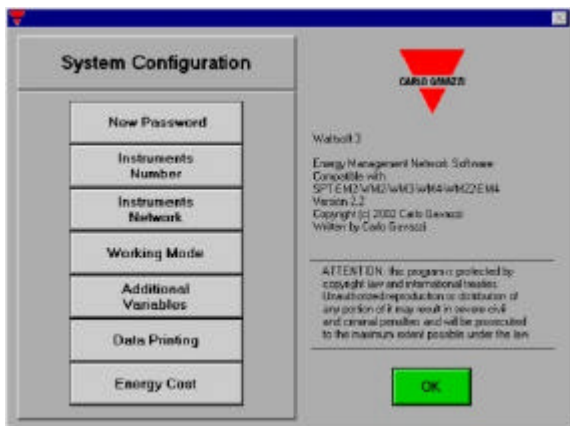 System Configuration
New Password
Instruments
Number
Instruments
Network
Working Mode
Additional
Variables
Data Printing
Energy Cost
CARLO GAVAZZI
Wattsoft 3
Energy Management Network Software
Compatible with
SPT-EM2\WM2\WM3\WM4\WM22\EM4
Version 2.2
Copyright (c) 2002 Carlo Gavazzi
Written by Carlo Gavazzi
ATTENTION: this program is protected by
copyright law and international treaties.
Unauthorized reproduction or distribution of
any portion of it may result in severe civil
and criminal penalties and will be prosecuted
to the maximum extent possible under the law
OK